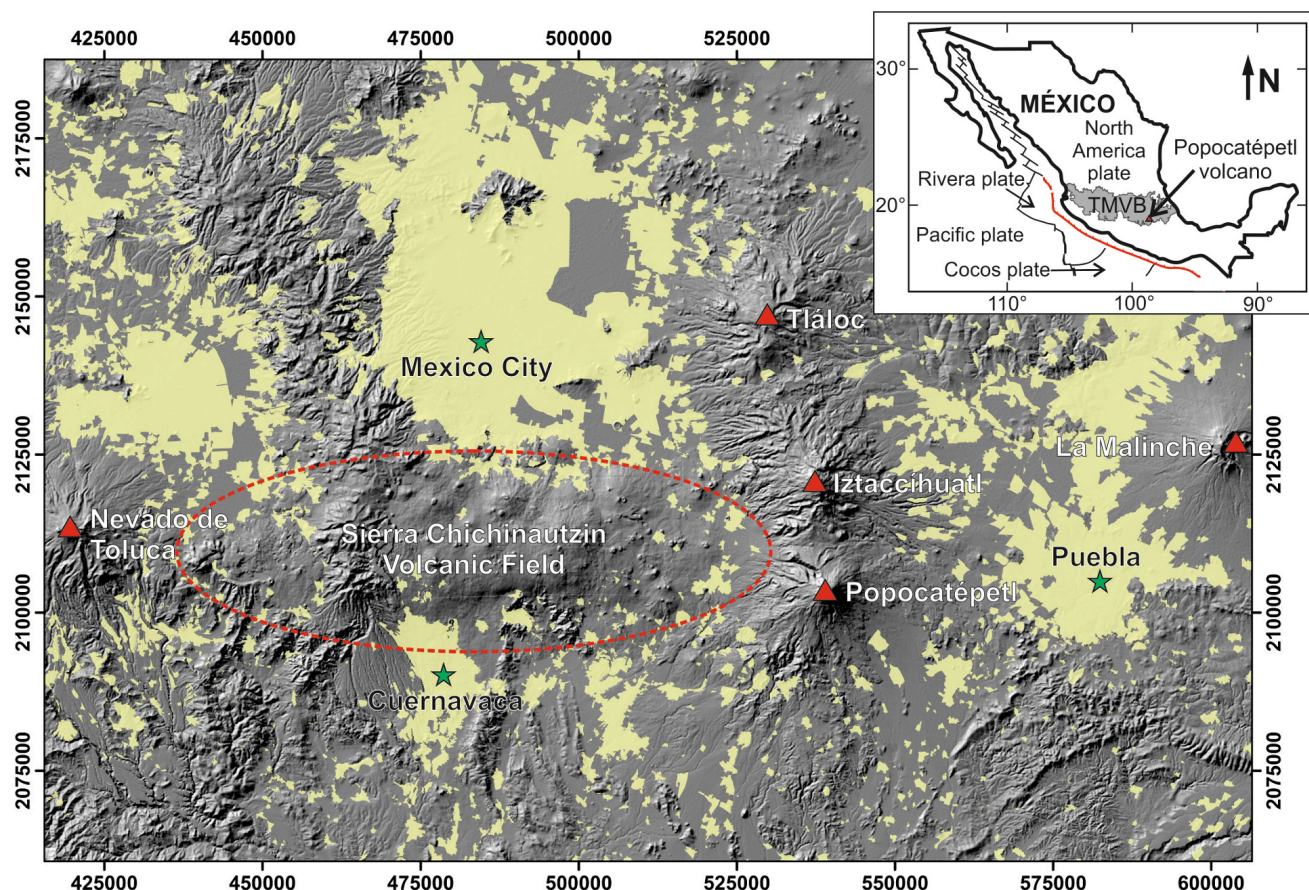 425000
450000
475000
500000
525000
30°
20°
N
MÉXICO
North
America
plate
Popocatépetl
volcano
Rivera plate
TMVB
Pacific plate
Cocos plate
110°
100°
90°
2175000
2150000
2125000
2100000
2075000
Tláloc
Mexico City
La Malinche
Iztaccíhuatl
Nevado de
Toluca
Sierra Chichinautzin
Volcanic Field
Puebla
Popocatépetl
Cuernavaca
2125000
2100000
2075000
425000
450000
475000
500000
525000
550000
575000
600000